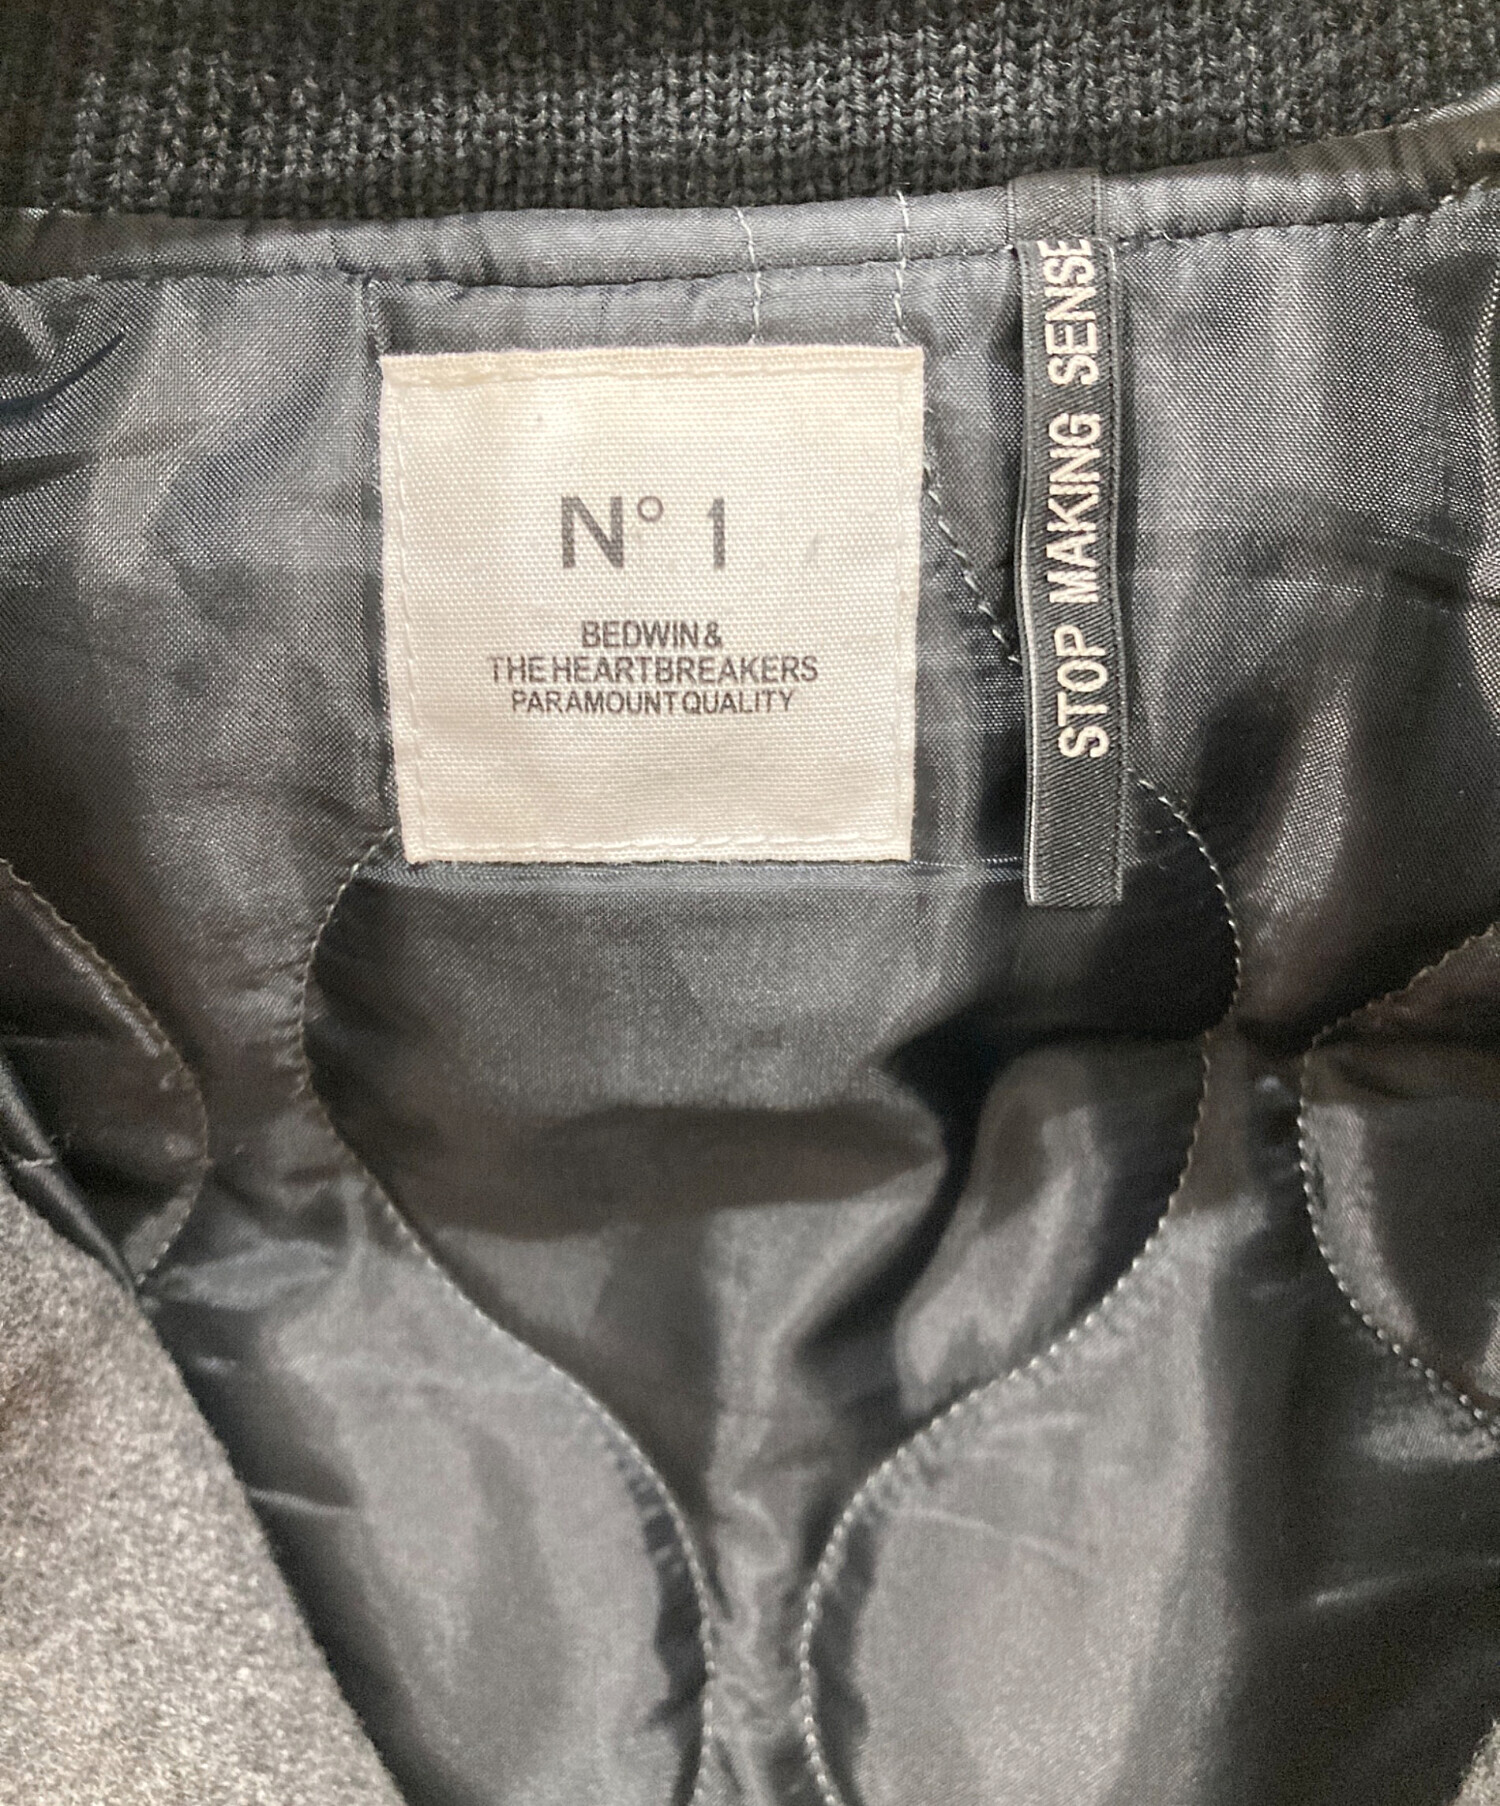 N° 1
BEDWIN &
THE HEARTBREAKERS
PARAMOUNT QUALITY
STOP MAKING SENSE